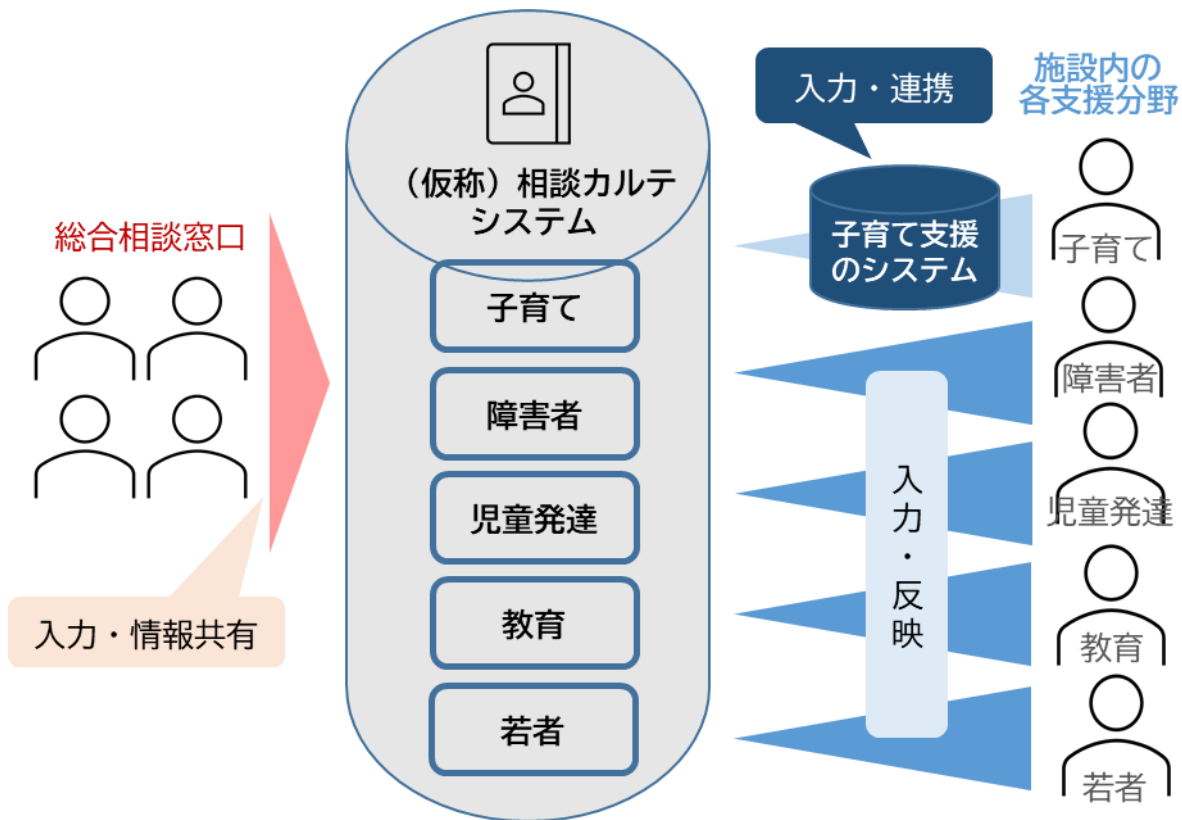 総合相談窓口
入力・情報共有
（仮称）相談カルテ
システム
子育て
障害者
児童発達
教育
若者
入力・連携
子育て支援
のシステム
入力・反映
施設内の
各支援分野
子育て
障害者
児童発達
教育
若者